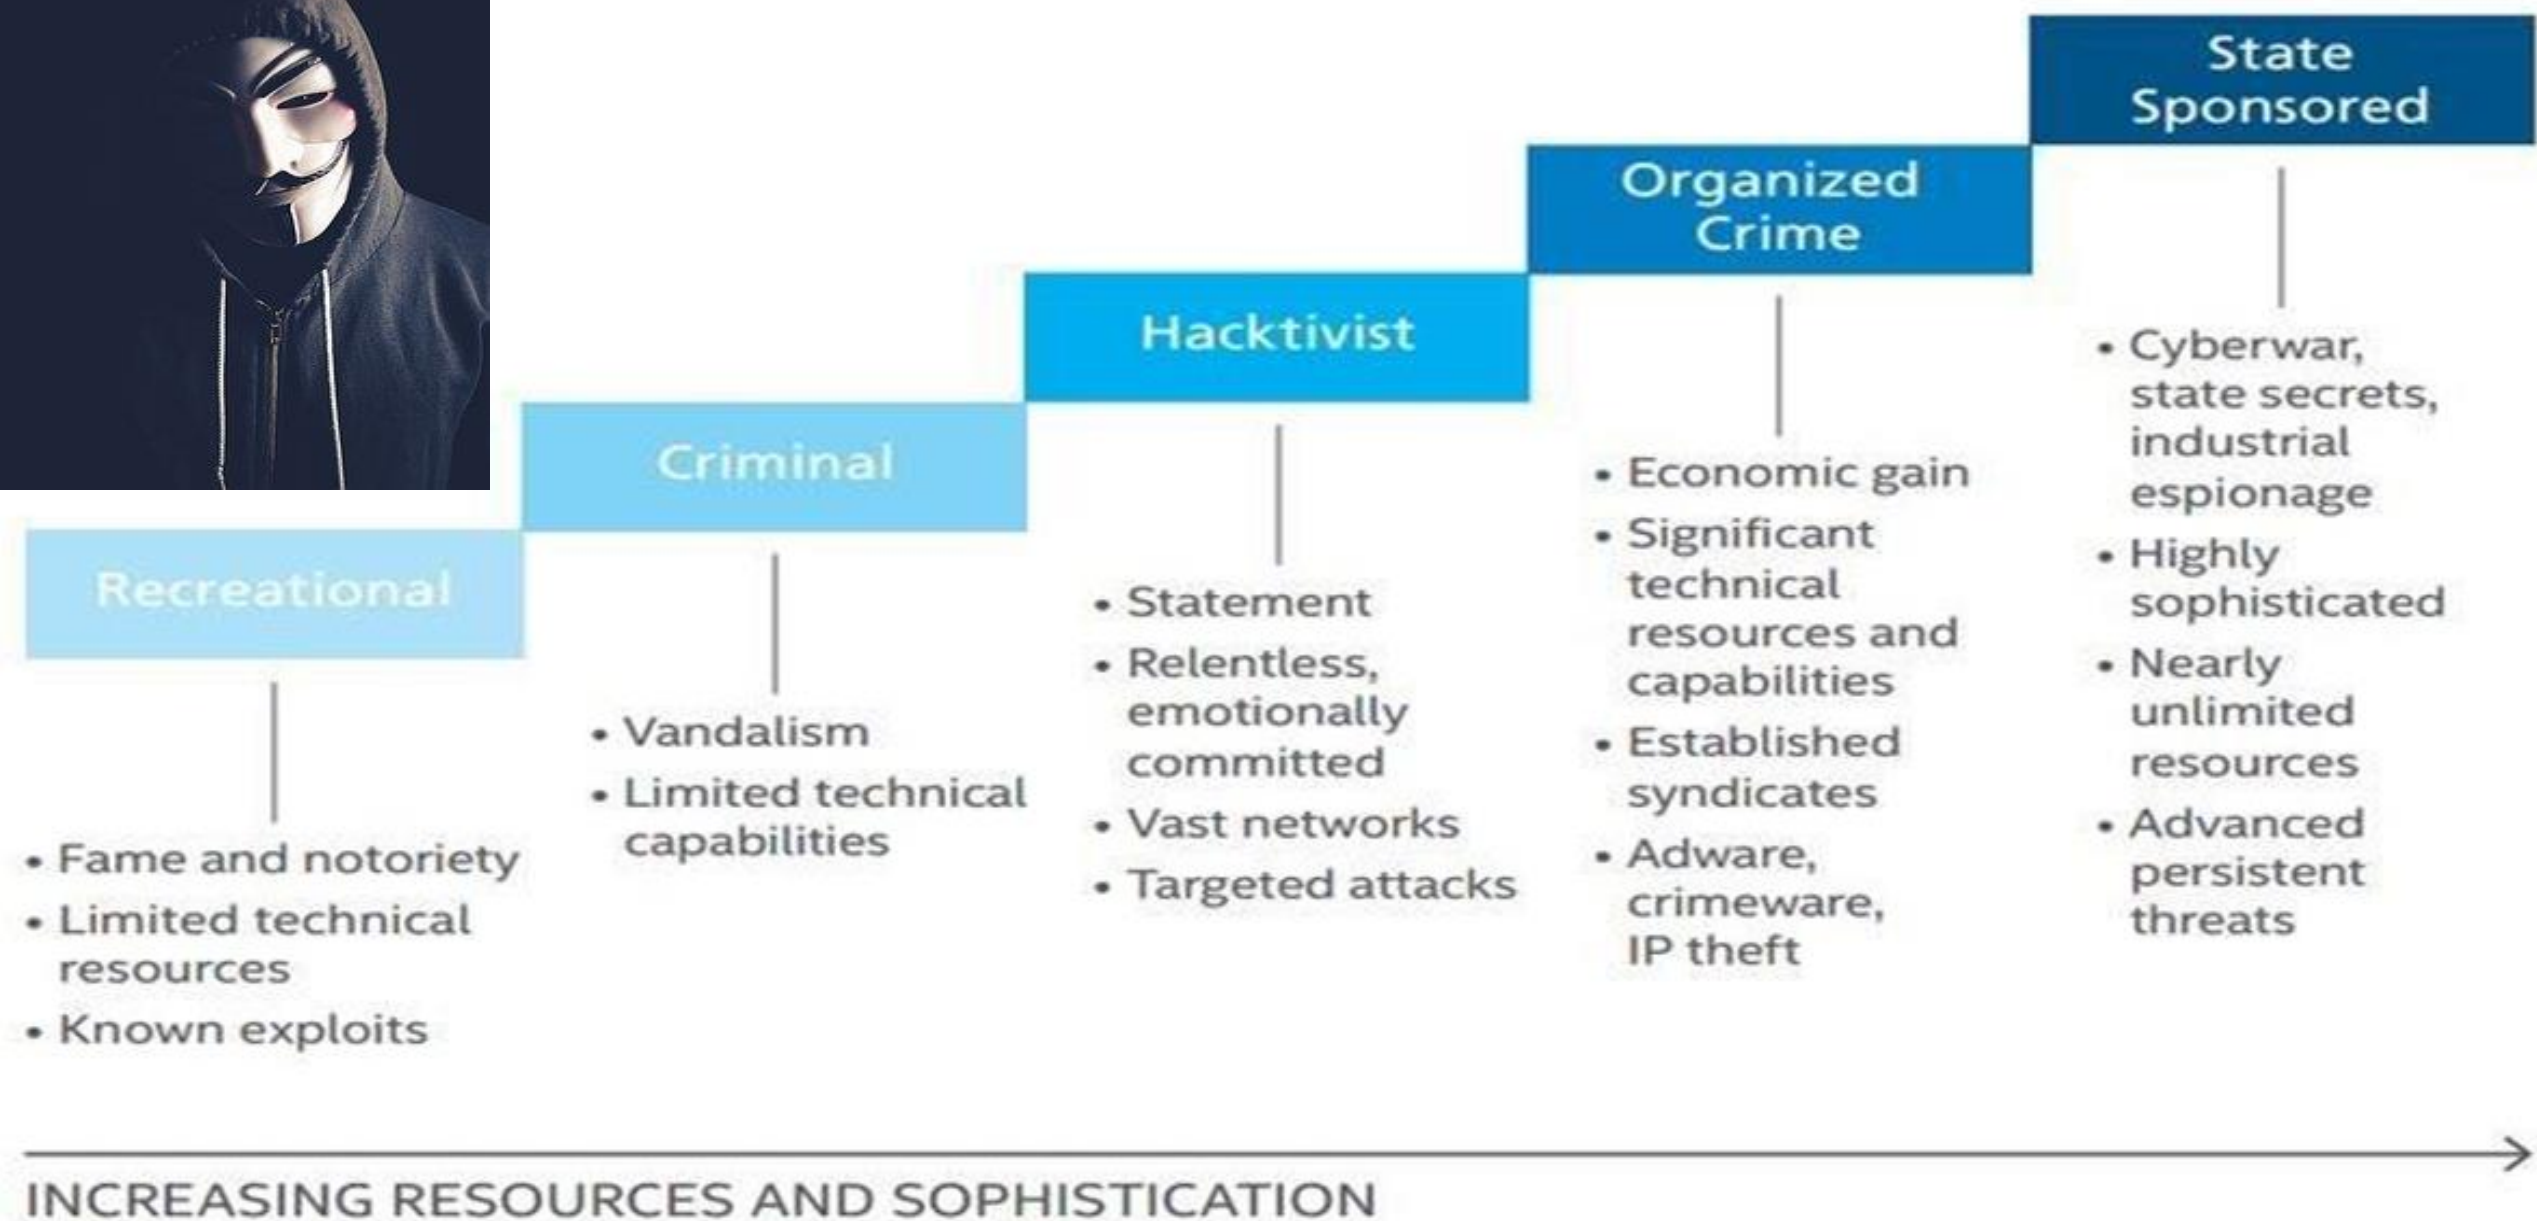 Recreational
• Fame and notoriety
• Limited technical
resources
• Known exploits
Criminal
• Vandalism
• Limited technical
capabilities
Hacktivist
• Statement
• Relentless,
emotionally
committed
• Vast networks
• Targeted attacks
Organized
Crime
• Economic gain
• Significant
technical
resources and
capabilities
• Established
syndicates
• Adware,
crimeware,
IP theft
State
Sponsored
• Cyberwar,
state secrets,
industrial
espionage
• Highly
sophisticated
• Nearly
unlimited
resources
• Advanced
persistent
threats
INCREASING RESOURCES AND SOPHISTICATION